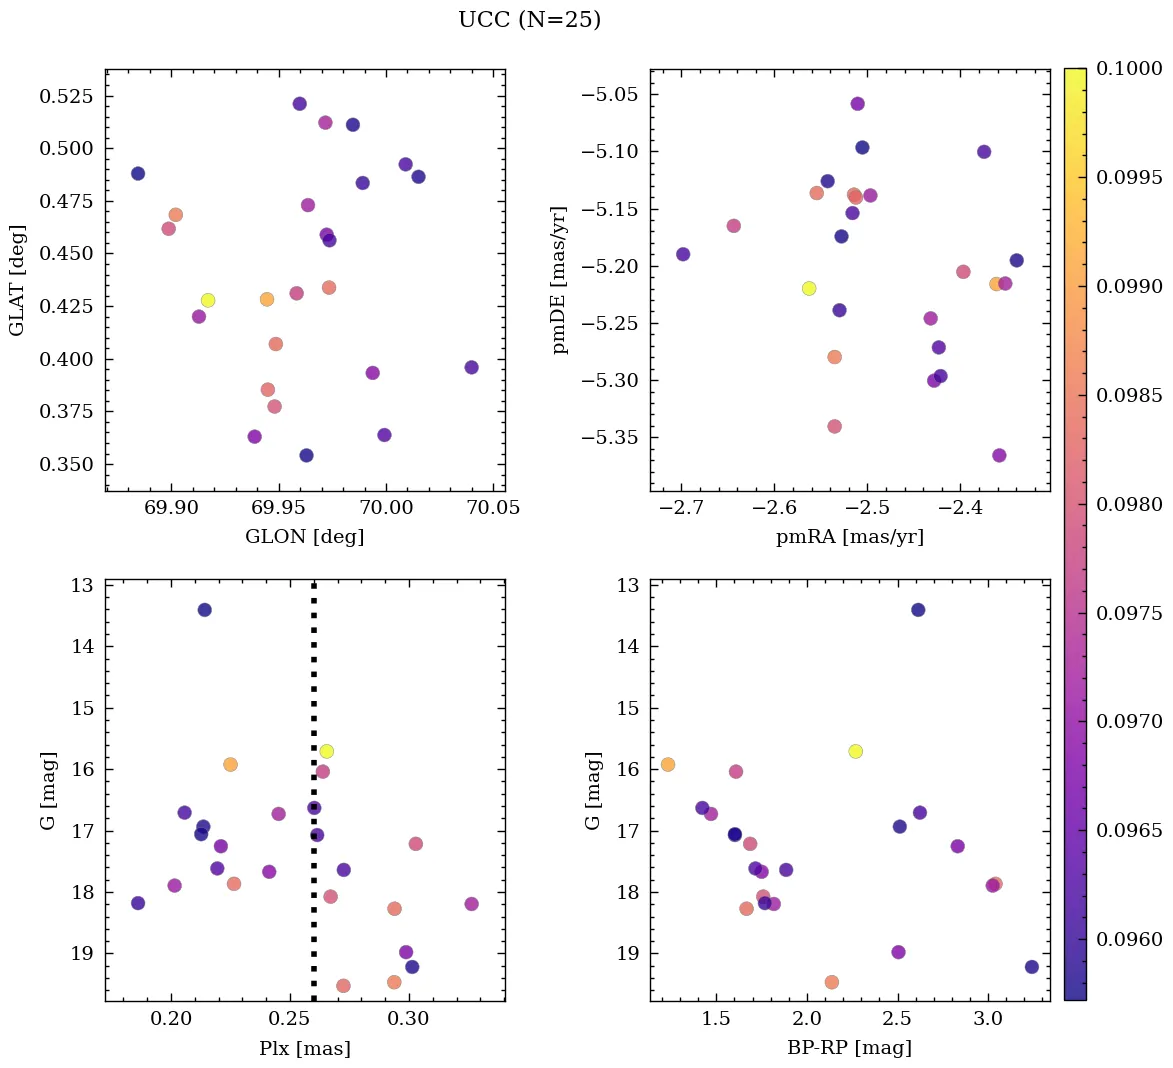 UCC (N=25)
0.525
0.500
0.475
0.450
0.425
0.400
0.375
0.350
GLAT [deg]
69.90 69.95 70.00 70.05
GLON [deg]
−5.05
−5.10
−5.15
−5.20
−5.25
−5.30
−5.35
pmDE [mas/yr]
−2.7 −2.6 −2.5 −2.4
pmRA [mas/yr]
13
14
15
16
17
18
19
G [mag]
0.20 0.25 0.30
Plx [mas]
13
14
15
16
17
18
19
G [mag]
1.5 2.0 2.5 3.0
BP-RP [mag]
0.1000
0.0995
0.0990
0.0985
0.0980
0.0975
0.0970
0.0965
0.0960